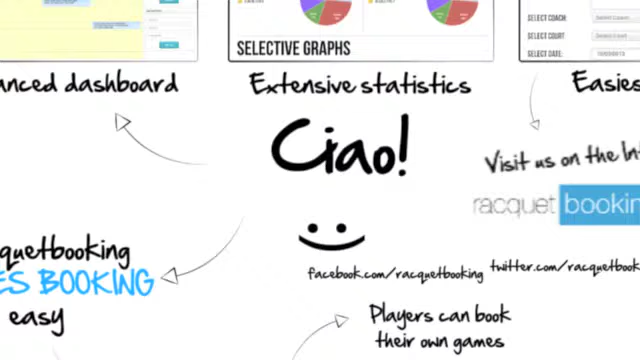 SELECTIVE GRAPHS
SELECT COACH:
SELECT COURT
SELECT DATE:
anced dashboard
Extensive statistics
Easies
Ciao!
Visit us on the Int
racquetbookin
quetbooking
ES BOOKING
easy
facebook.com/racquetbooking
twitter.com/racquetbook
Players can book
their own games